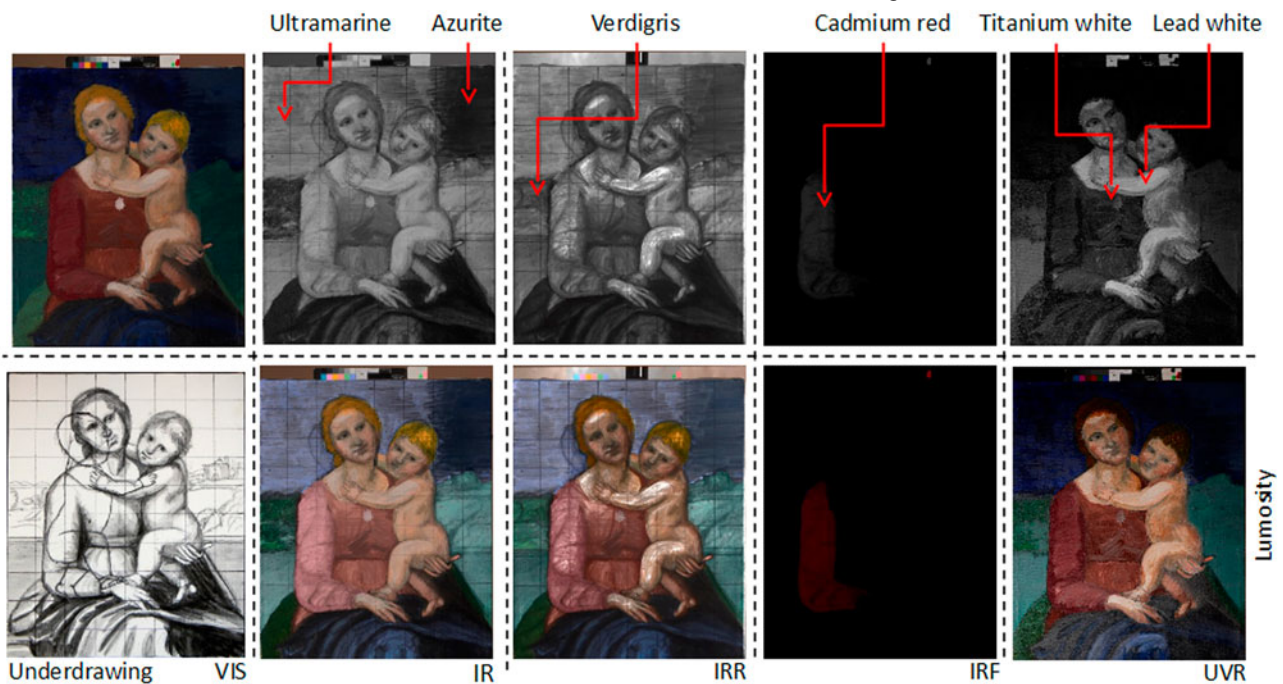 Ultramarine Azurite Verdigris Cadmium red Titanium white Lead white
Lumosity
Underdrawing VIS IR IRR IRF UVR